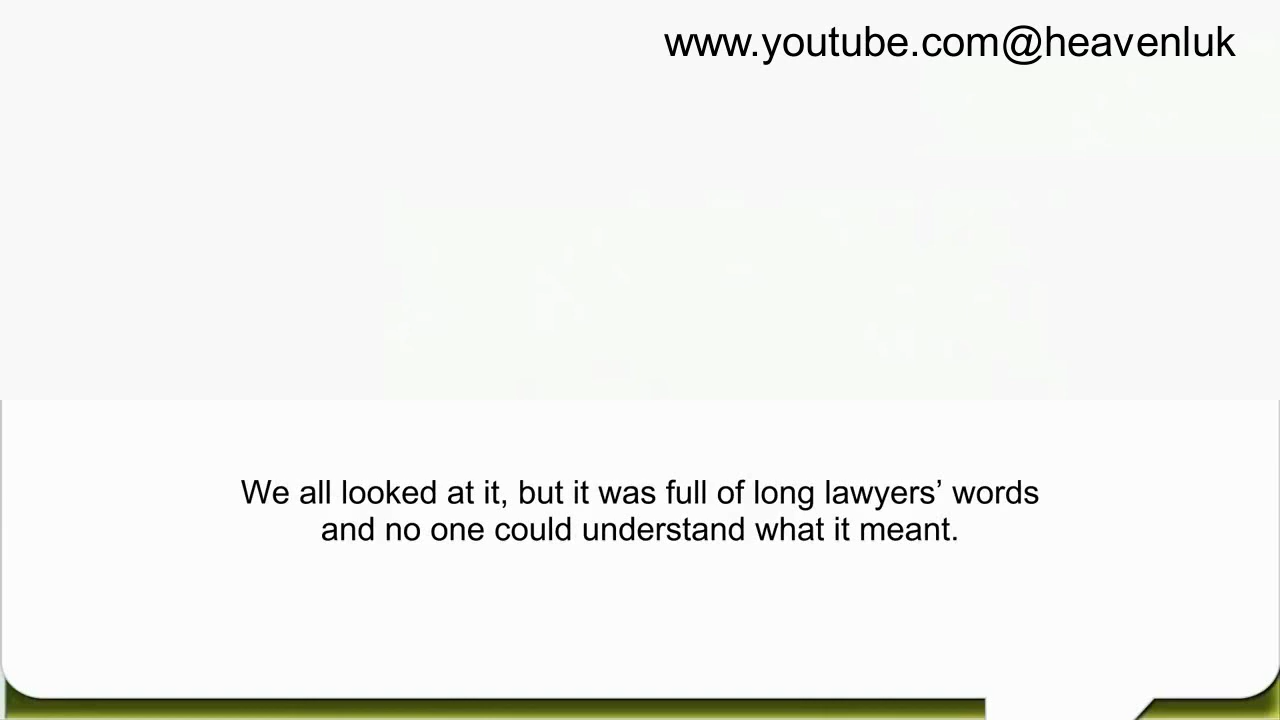 www.youtube.com@heavenluk
We all looked at it, but it was full of long lawyers’ words
and no one could understand what it meant.